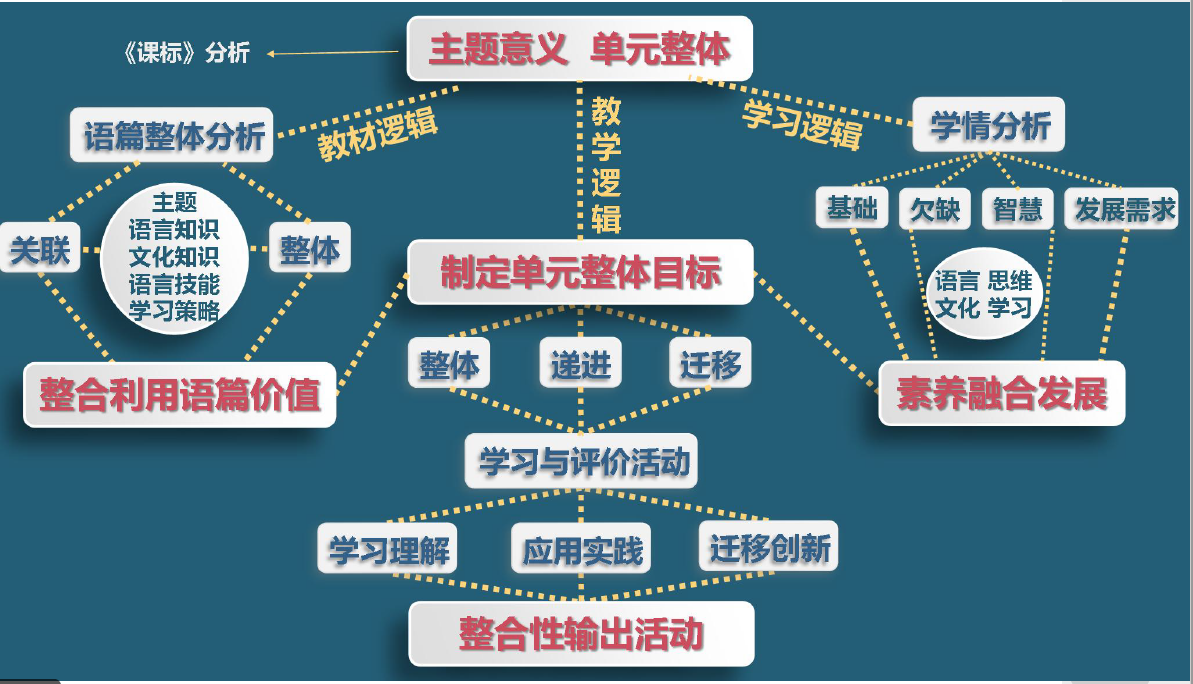 《课标》分析
主题意义 单元整体
教材逻辑
教学逻辑
学习逻辑
语篇整体分析
学情分析
关联
主题
语言知识
文化知识
语言技能
学习策略
整体
基础
欠缺
智慧
发展需求
语言 思维
文化 学习
制定单元整体目标
整体
递进
迁移
整合利用语篇价值
素养融合发展
学习与评价活动
学习理解
应用实践
迁移创新
整合性输出活动